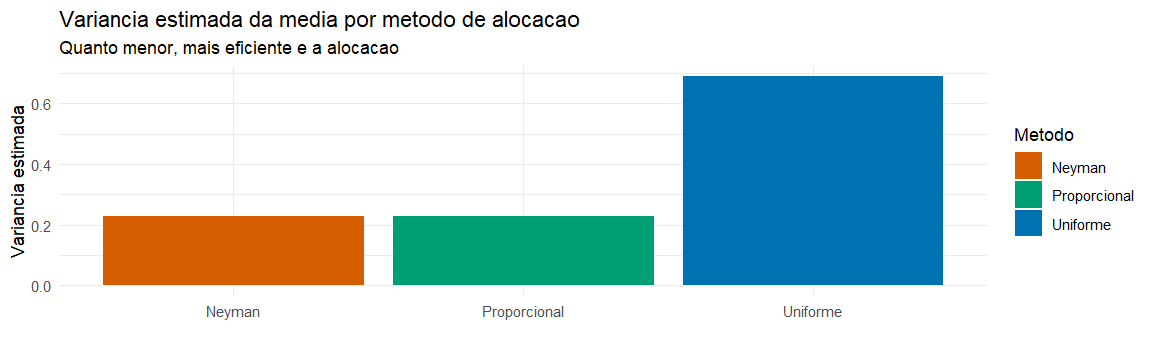 Variancia estimada da media por metodo de alocacao
Quanto menor, mais eficiente e a alocacao
Variancia estimada
0.6
0.4
0.2
0.0
Neyman
Proporcional
Uniforme
Metodo
Neyman
Proporcional
Uniforme